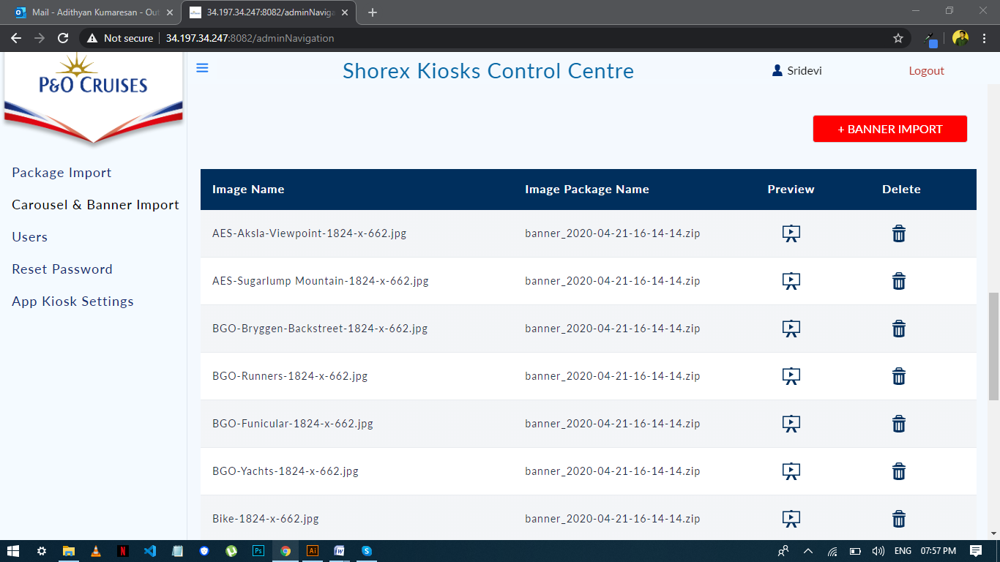 Mail - Adithyan Kumaresan - Out
34.197.34.247:8082/adminNaviga
Not secure
34.197.34.247:8082/adminNavigation
P&O CRUISES
Shorex Kiosks Control Centre
Sridevi
Logout
+ BANNER IMPORT
Package Import
Carousel & Banner Import
Users
Reset Password
App Kiosk Settings
Image Name Image Package Name Preview Delete
AES-Aksla-Viewpoint-1824-x-662.jpg banner_2020-04-21-16-14-14.zip
AES-Sugarlump Mountain-1824-x-662.jpg banner_2020-04-21-16-14-14.zip
BGO-Bryggen-Backstreet-1824-x-662.jpg banner_2020-04-21-16-14-14.zip
BGO-Runners-1824-x-662.jpg banner_2020-04-21-16-14-14.zip
BGO-Funicular-1824-x-662.jpg banner_2020-04-21-16-14-14.zip
BGO-Yachts-1824-x-662.jpg banner_2020-04-21-16-14-14.zip
Bike-1824-x-662.jpg banner_2020-04-21-16-14-14.zip
N
Ps
Ai
W
S
ENG
07:57 PM